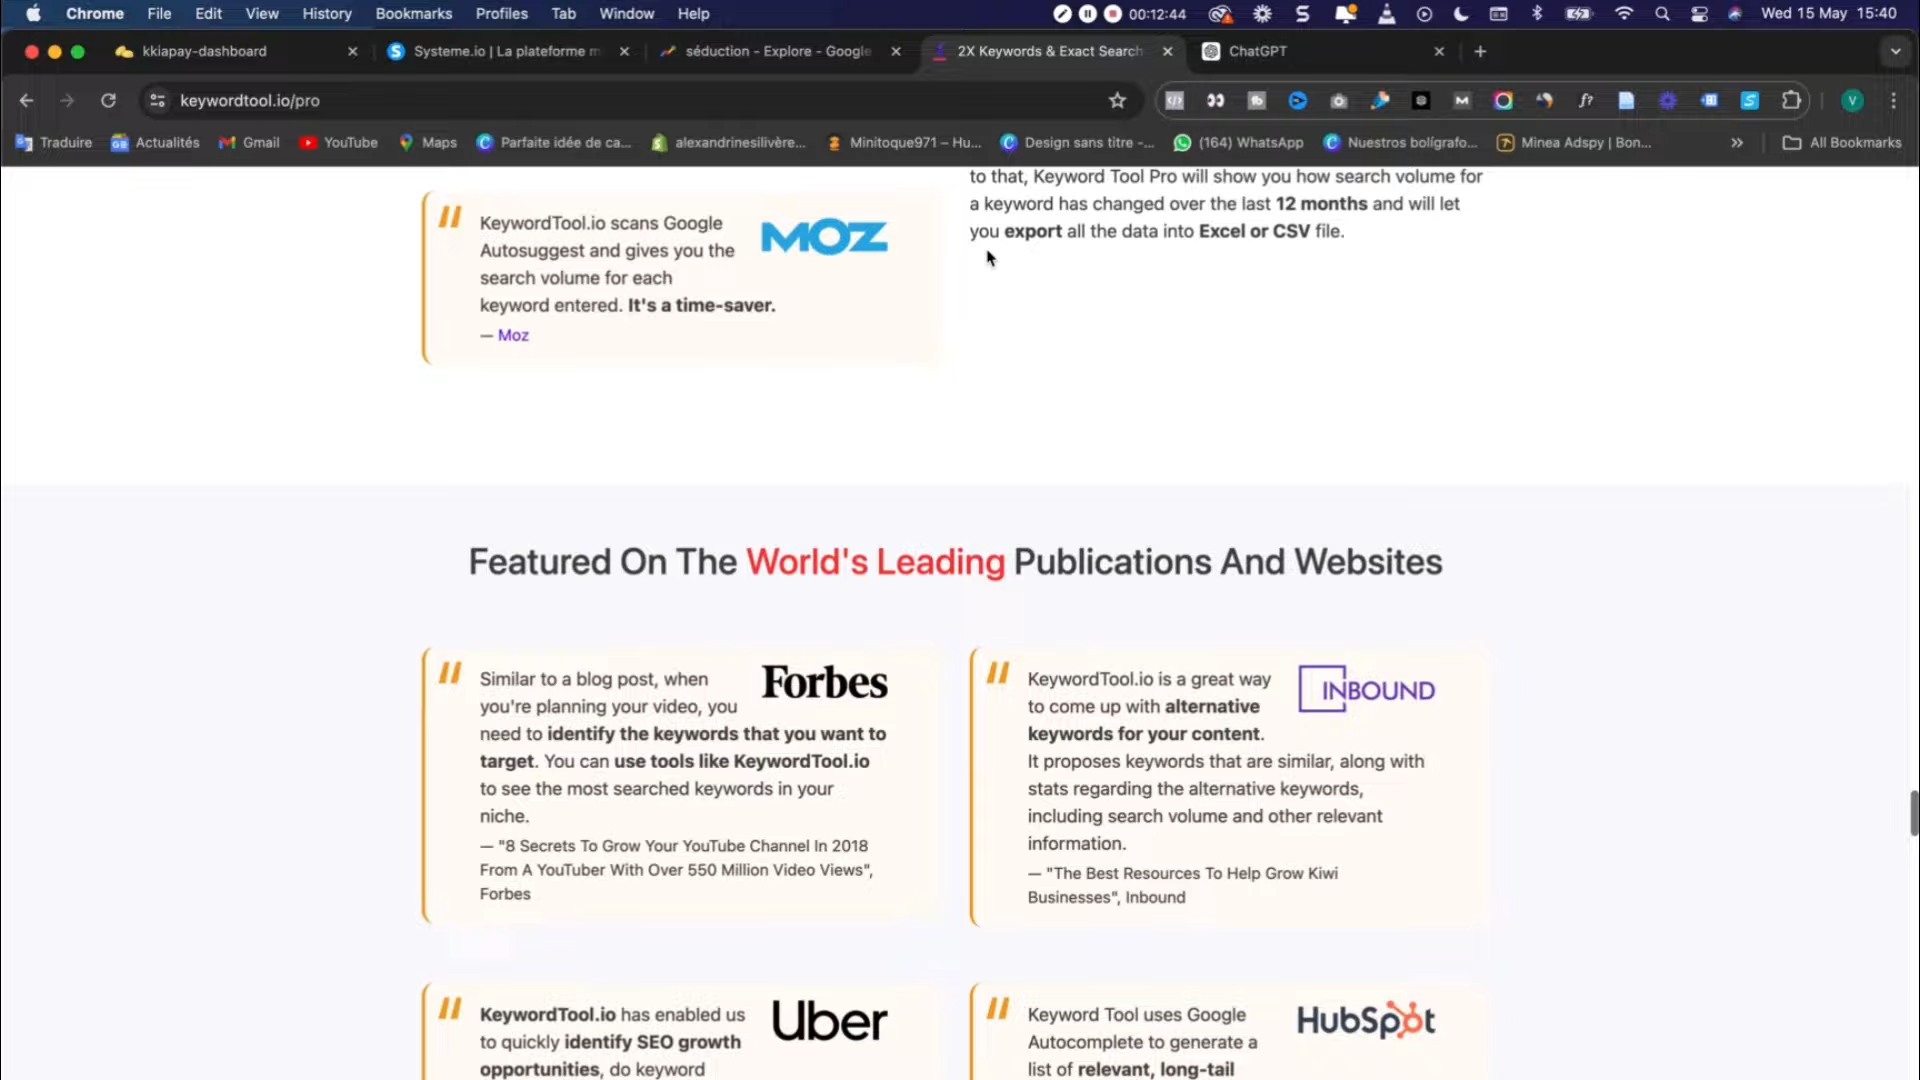 Chrome File Edit View History Bookmarks Profiles Tab Window Help 00:12:44 Wed 15 May 15:40
kkiapay-dashboard Systeme.io | La plateforme m séduction - Explore - Google 2X Keywords & Exact Search ChatGPT
keywordtool.io/pro
Traduire Actualités Gmail YouTube Maps Parfaite idée de ca... alexandrinesilivère... Minitoque971 – Hu... Design sans titre -... (164) WhatsApp Nuestros bolígrafo... Minea Adspy | Bon... All Bookmarks
to that, Keyword Tool Pro will show you how search volume for
a keyword has changed over the last 12 months and will let
you export all the data into Excel or CSV file.
KeywordTool.io scans Google
Autosuggest and gives you the
search volume for each
keyword entered. It's a time-saver.
— Moz
MOZ
Featured On The World's Leading Publications And Websites
Similar to a blog post, when
you're planning your video, you
need to identify the keywords that you want to
target. You can use tools like KeywordTool.io
to see the most searched keywords in your
niche.
— "8 Secrets To Grow Your YouTube Channel In 2018
From A YouTuber With Over 550 Million Video Views",
Forbes
Forbes
KeywordTool.io is a great way
to come up with alternative
keywords for your content.
It proposes keywords that are similar, along with
stats regarding the alternative keywords,
including search volume and other relevant
information.
— "The Best Resources To Help Grow Kiwi
Businesses", Inbound
INBOUND
KeywordTool.io has enabled us
to quickly identify SEO growth
opportunities, do keyword
Uber
Keyword Tool uses Google
Autocomplete to generate a
list of relevant, long-tail
HubSpot